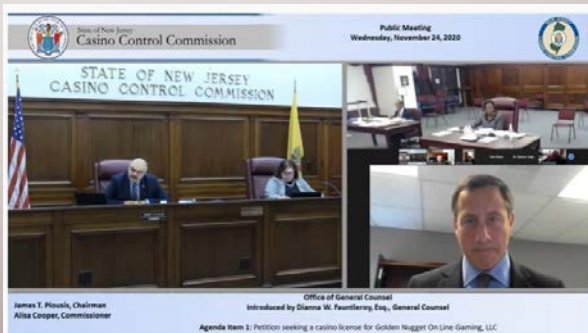 State of New Jersey
Casino Control Commission
Public Meeting
Wednesday, November 24, 2020
STATE OF NEW JERSEY
CASINO CONTROL COMMISSION
James T. Plousis, Chairman
Alisa Cooper, Commissioner
Office of General Counsel
Introduced by Dianna W. Fauntleroy, Esq., General Counsel
Agenda Item 1: Petition seeking a casino license for Golden Nugget On Line Gaming, LLC